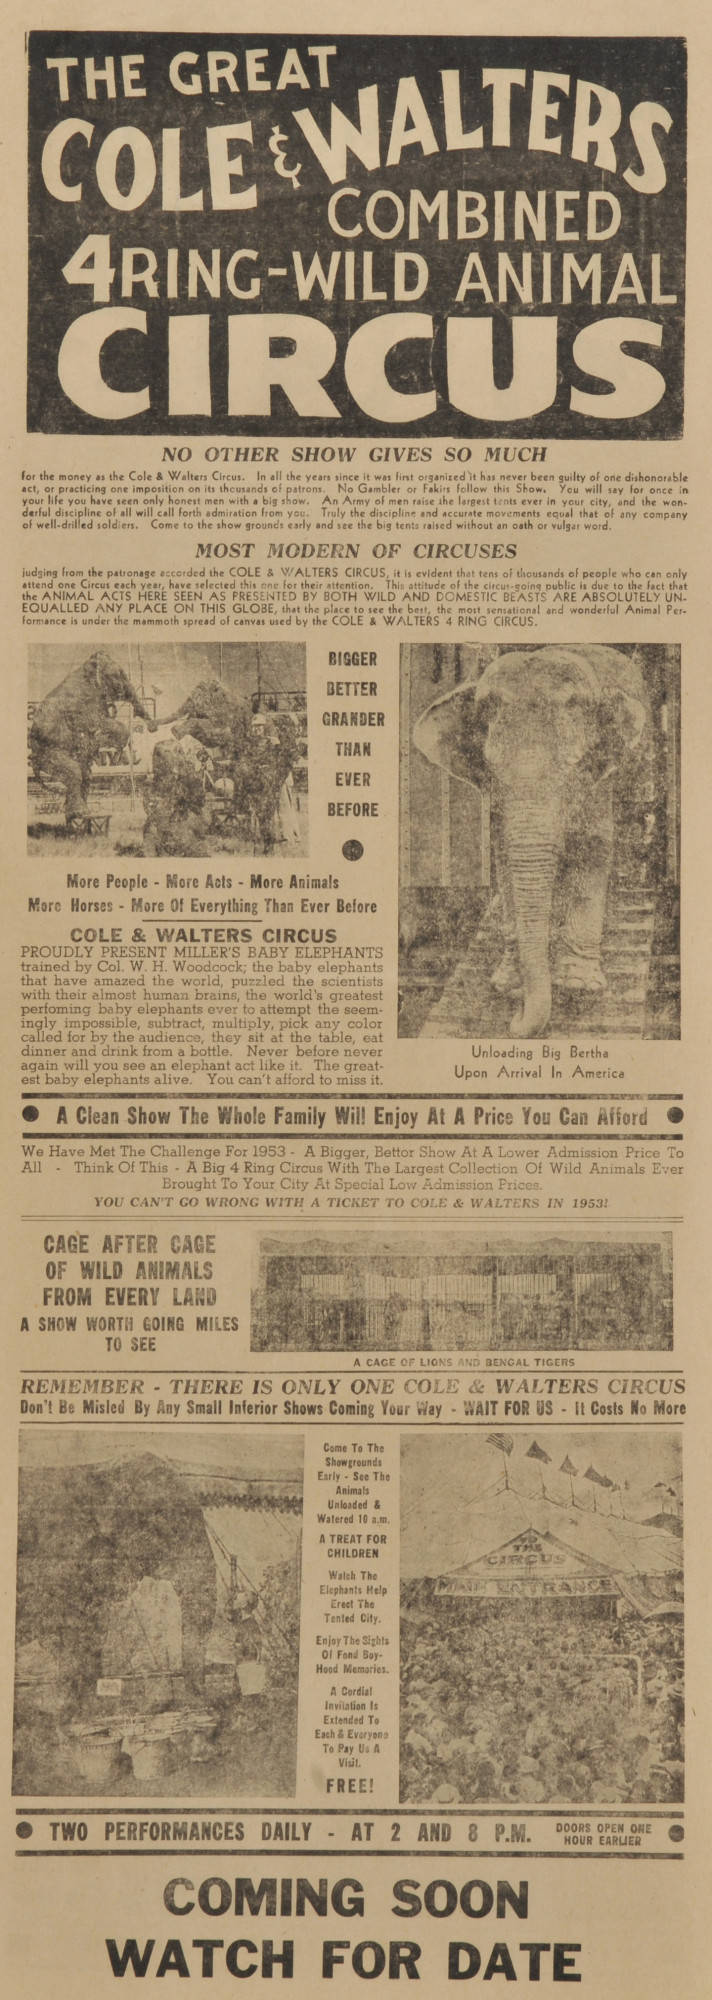 THE GREAT
COLE & WALTERS
COMBINED
4 RING-WILD ANIMAL
CIRCUS
NO OTHER SHOW GIVES SO MUCH
for the money as the Cole & Walters Circus. In all the years since it was first organized it has never been guilty of one dishonorable
act, or practicing one imposition on its thousands of patrons. No Gambler or Fakirs follow this Show. You will say for once in
your life you have seen only honest men with a big show. An Army of men raise the largest tents ever in your city, and the won-
derful discipline of all will call forth admiration from you. Truly the discipline and accurate movements equal that of any company
of well-drilled soldiers. Come to the show grounds early and see the big tents raised without an oath or vulgar word.
MOST MODERN OF CIRCUSES
judging from the patronage accorded the COLE & WALTERS CIRCUS, it is evident that tens of thousands of people who can only
attend one Circus each year, have selected this one for their attention. This attitude of the circus-going public is due to the fact that
the ANIMAL ACTS HERE SEEN AS PRESENTED BY BOTH WILD AND DOMESTIC BEASTS ARE ABSOLUTELY UN-
EQUALLED ANY PLACE ON THIS GLOBE, that the place to see the best, the most sensational and wonderful Animal Per-
formance is under the mammoth spread of canvas used by the COLE & WALTERS 4 RING CIRCUS.
BIGGER
BETTER
GRANDER
THAN
EVER
BEFORE
More People - More Acts - More Animals
More Horses - More Of Everything Than Ever Before
COLE & WALTERS CIRCUS
PROUDLY PRESENT MILLER'S BABY ELEPHANTS
trained by Col. W. H. Woodcock; the baby elephants
that have amazed the world, puzzled the scientists
with their almost human brains, the world's greatest
perfoming baby elephants ever to attempt the seem-
ingly impossible, subtract, multiply, pick any color
called for by the audience, they sit at the table, eat
dinner and drink from a bottle. Never before never
again will you see an elephant act like it. The great-
est baby elephants alive. You can't afford to miss it.
Unloading Big Bertha
Upon Arrival In America
A Clean Show The Whole Family Will Enjoy At A Price You Can Afford
We Have Met The Challenge For 1953 - A Bigger, Bettor Show At A Lower Admission Price To
All - Think Of This - A Big 4 Ring Circus With The Largest Collection Of Wild Animals Ever
Brought To Your City At Special Low Admission Prices.
YOU CAN'T GO WRONG WITH A TICKET TO COLE & WALTERS IN 1953!
CAGE AFTER CAGE
OF WILD ANIMALS
FROM EVERY LAND
A SHOW WORTH GOING MILES
TO SEE
A CAGE OF LIONS AND BENGAL TIGERS
REMEMBER - THERE IS ONLY ONE COLE & WALTERS CIRCUS
Don't Be Misled By Any Small Inferior Shows Coming Your Way - WAIT FOR US - It Costs No More
Come To The
Showgrounds
Early - See The
Animals
Unloaded &
Watered 10 a.m.
A TREAT FOR
CHILDREN
Watch The
Elephants Help
Erect The
Tented City.
Enjoy The Sights
Of Fond Boy-
Hood Memories.
A Cordial
Invitation Is
Extended To
Each & Everyone
To Pay Us A
Visit.
FREE!
TO
THE
CIRCUS
MAIN ENTRANCE
TWO PERFORMANCES DAILY - AT 2 AND 8 P.M.
DOORS OPEN ONE
HOUR EARLIER
COMING SOON
WATCH FOR DATE